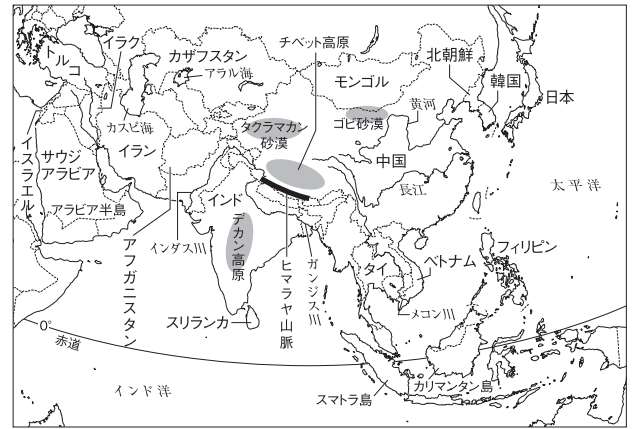 トルコ
イラク
カザフスタン
アラル海
チベット高原
モンゴル
北朝鮮
韓国
日本
黄河
ゴビ砂漠
タクラマカン
砂漠
カスピ海
イラン
イスラエル
サウジ
アラビア
アラビア半島
中国
長江
太平洋
インド
デカン高原
インダス川
アフガニスタン
ヒマラヤ山脈
ガンジス川
タイ
ベトナム
フィリピン
メコン川
スリランカ
0°
赤道
インド洋
スマトラ島
カリマンタン島